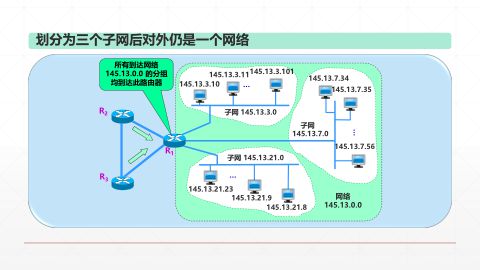 划分为三个子网后对外仍是一个网络
所有到达网络
145.13.0.0 的分组
均到达此路由器
145.13.3.10
145.13.3.11
145.13.3.101
…
子网 145.13.3.0
145.13.7.34
145.13.7.35
…
145.13.7.56
子网
145.13.7.0
R2
R1
R3
子网 145.13.21.0
…
145.13.21.23
145.13.21.9
145.13.21.8
网络
145.13.0.0